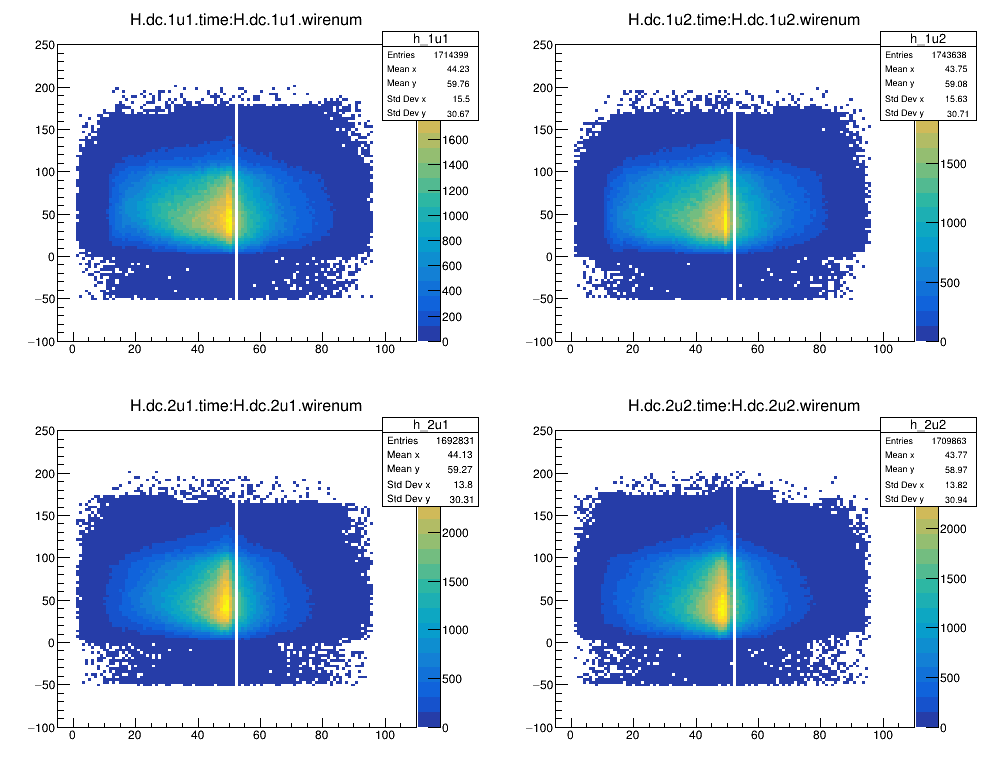 H.dc.1u1.time:H.dc.1u1.wirenum
h_1u1
Entries 1714399
Mean x 44.23
Mean y 59.76
Std Dev x 15.5
Std Dev y 30.67
250
200
150
100
50
0
−50
−100
0 20 40 60 80 100
1600
1400
1200
1000
800
600
400
200
0
H.dc.1u2.time:H.dc.1u2.wirenum
h_1u2
Entries 1743638
Mean x 43.75
Mean y 59.08
Std Dev x 15.63
Std Dev y 30.71
250
200
150
100
50
0
−50
−100
0 20 40 60 80 100
1500
1000
500
0
H.dc.2u1.time:H.dc.2u1.wirenum
h_2u1
Entries 1692831
Mean x 44.13
Mean y 59.27
Std Dev x 13.8
Std Dev y 30.31
250
200
150
100
50
0
−50
−100
0 20 40 60 80 100
2000
1500
1000
500
0
H.dc.2u2.time:H.dc.2u2.wirenum
h_2u2
Entries 1709863
Mean x 43.77
Mean y 58.97
Std Dev x 13.82
Std Dev y 30.94
250
200
150
100
50
0
−50
−100
0 20 40 60 80 100
2000
1500
1000
500
0